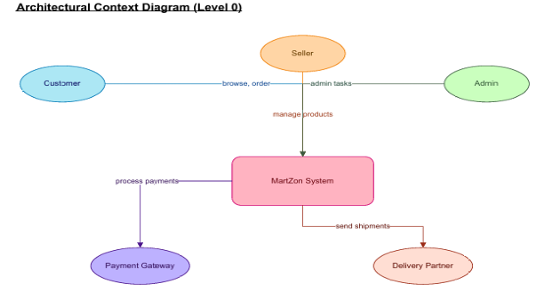 Architectural Context Diagram (Level 0)
Seller
Customer
browse, order
admin tasks
Admin
manage products
MartZon System
process payments
send shipments
Payment Gateway
Delivery Partner